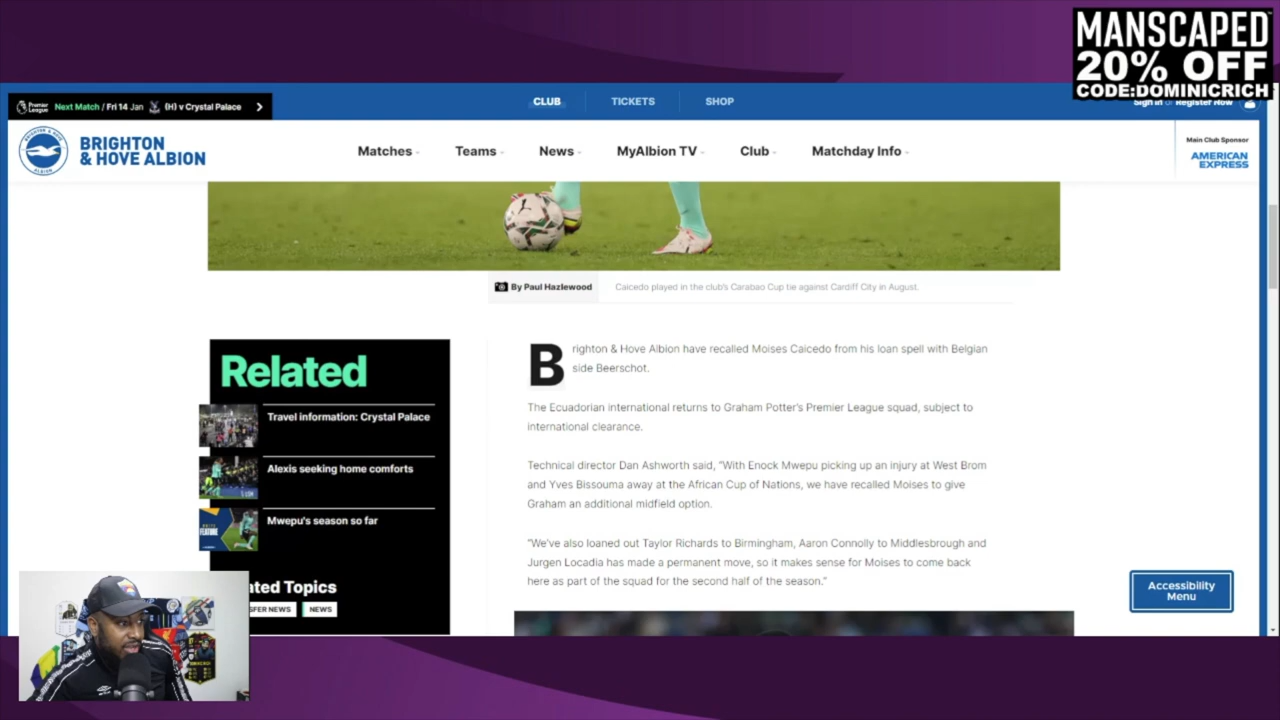 MANSCAPED
20% OFF
CODE:DOMINICRICH
Premier League Next Match / Fri 14 Jan (H) v Crystal Palace
CLUB TICKETS SHOP
Sign in or Register Now
BRIGHTON
& HOVE ALBION
Matches Teams News MyAlbion TV Club Matchday Info
Main Club Sponsor
AMERICAN
EXPRESS
By Paul Hazlewood Caicedo played in the club's Carabao Cup tie against Cardiff City in August.
Related
Travel information: Crystal Palace
Alexis seeking home comforts
Mwepu's season so far
ated Topics
SFER NEWS NEWS
Brighton & Hove Albion have recalled Moises Caicedo from his loan spell with Belgian
side Beerschot.
The Ecuadorian international returns to Graham Potter's Premier League squad, subject to
international clearance.
Technical director Dan Ashworth said, "With Enock Mwepu picking up an injury at West Brom
and Yves Bissouma away at the African Cup of Nations, we have recalled Moises to give
Graham an additional midfield option.
"We've also loaned out Taylor Richards to Birmingham, Aaron Connolly to Middlesbrough and
Jurgen Locadia has made a permanent move, so it makes sense for Moises to come back
here as part of the squad for the second half of the season."
Accessibility
Menu